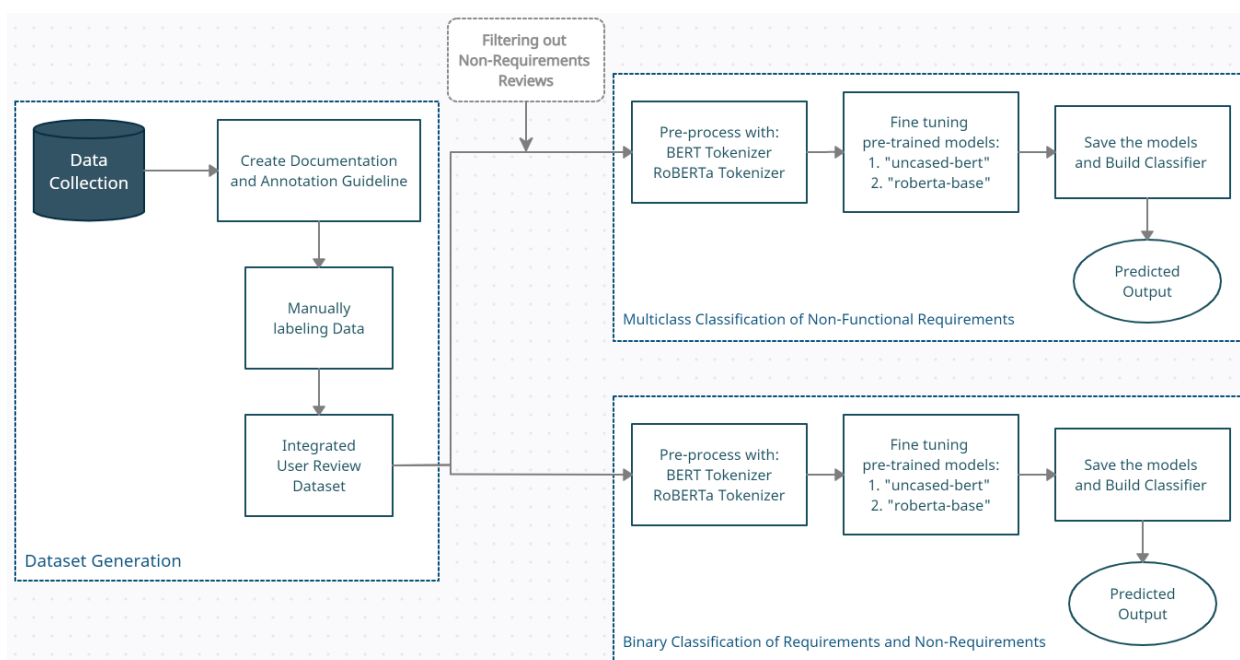 Filtering out
Non-Requirements
Reviews
Data
Collection
Create Documentation
and Annotation Guideline
Manually
labeling Data
Integrated
User Review
Dataset
Dataset Generation
Pre-process with:
BERT Tokenizer
RoBERTa Tokenizer
Fine tuning
pre-trained models:
1. "uncased-bert"
2. "roberta-base"
Save the models
and Build Classifier
Predicted
Output
Multiclass Classification of Non-Functional Requirements
Pre-process with:
BERT Tokenizer
RoBERTa Tokenizer
Fine tuning
pre-trained models:
1. "uncased-bert"
2. "roberta-base"
Save the models
and Build Classifier
Predicted
Output
Binary Classification of Requirements and Non-Requirements